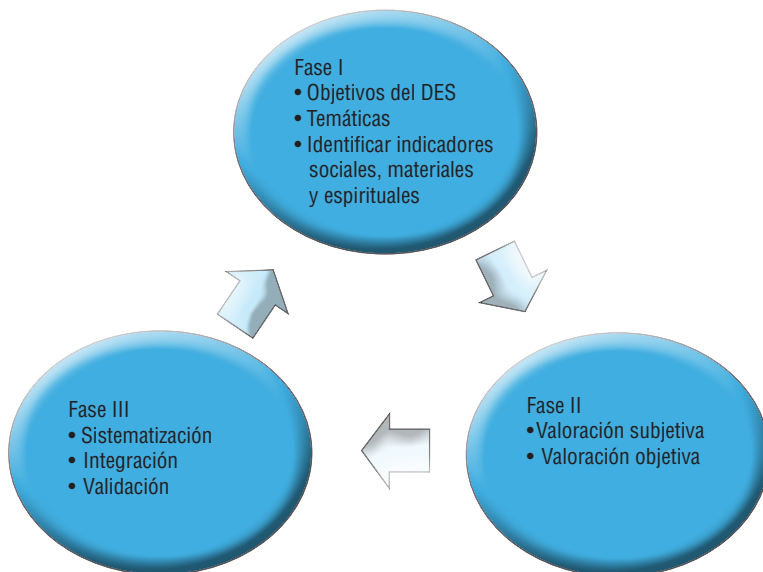 Fase I
• Objetivos del DES
• Temáticas
• Identificar indicadores
sociales, materiales
y espirituales
Fase II
•Valoración subjetiva
• Valoración objetiva
Fase III
• Sistematización
• Integración
• Validación